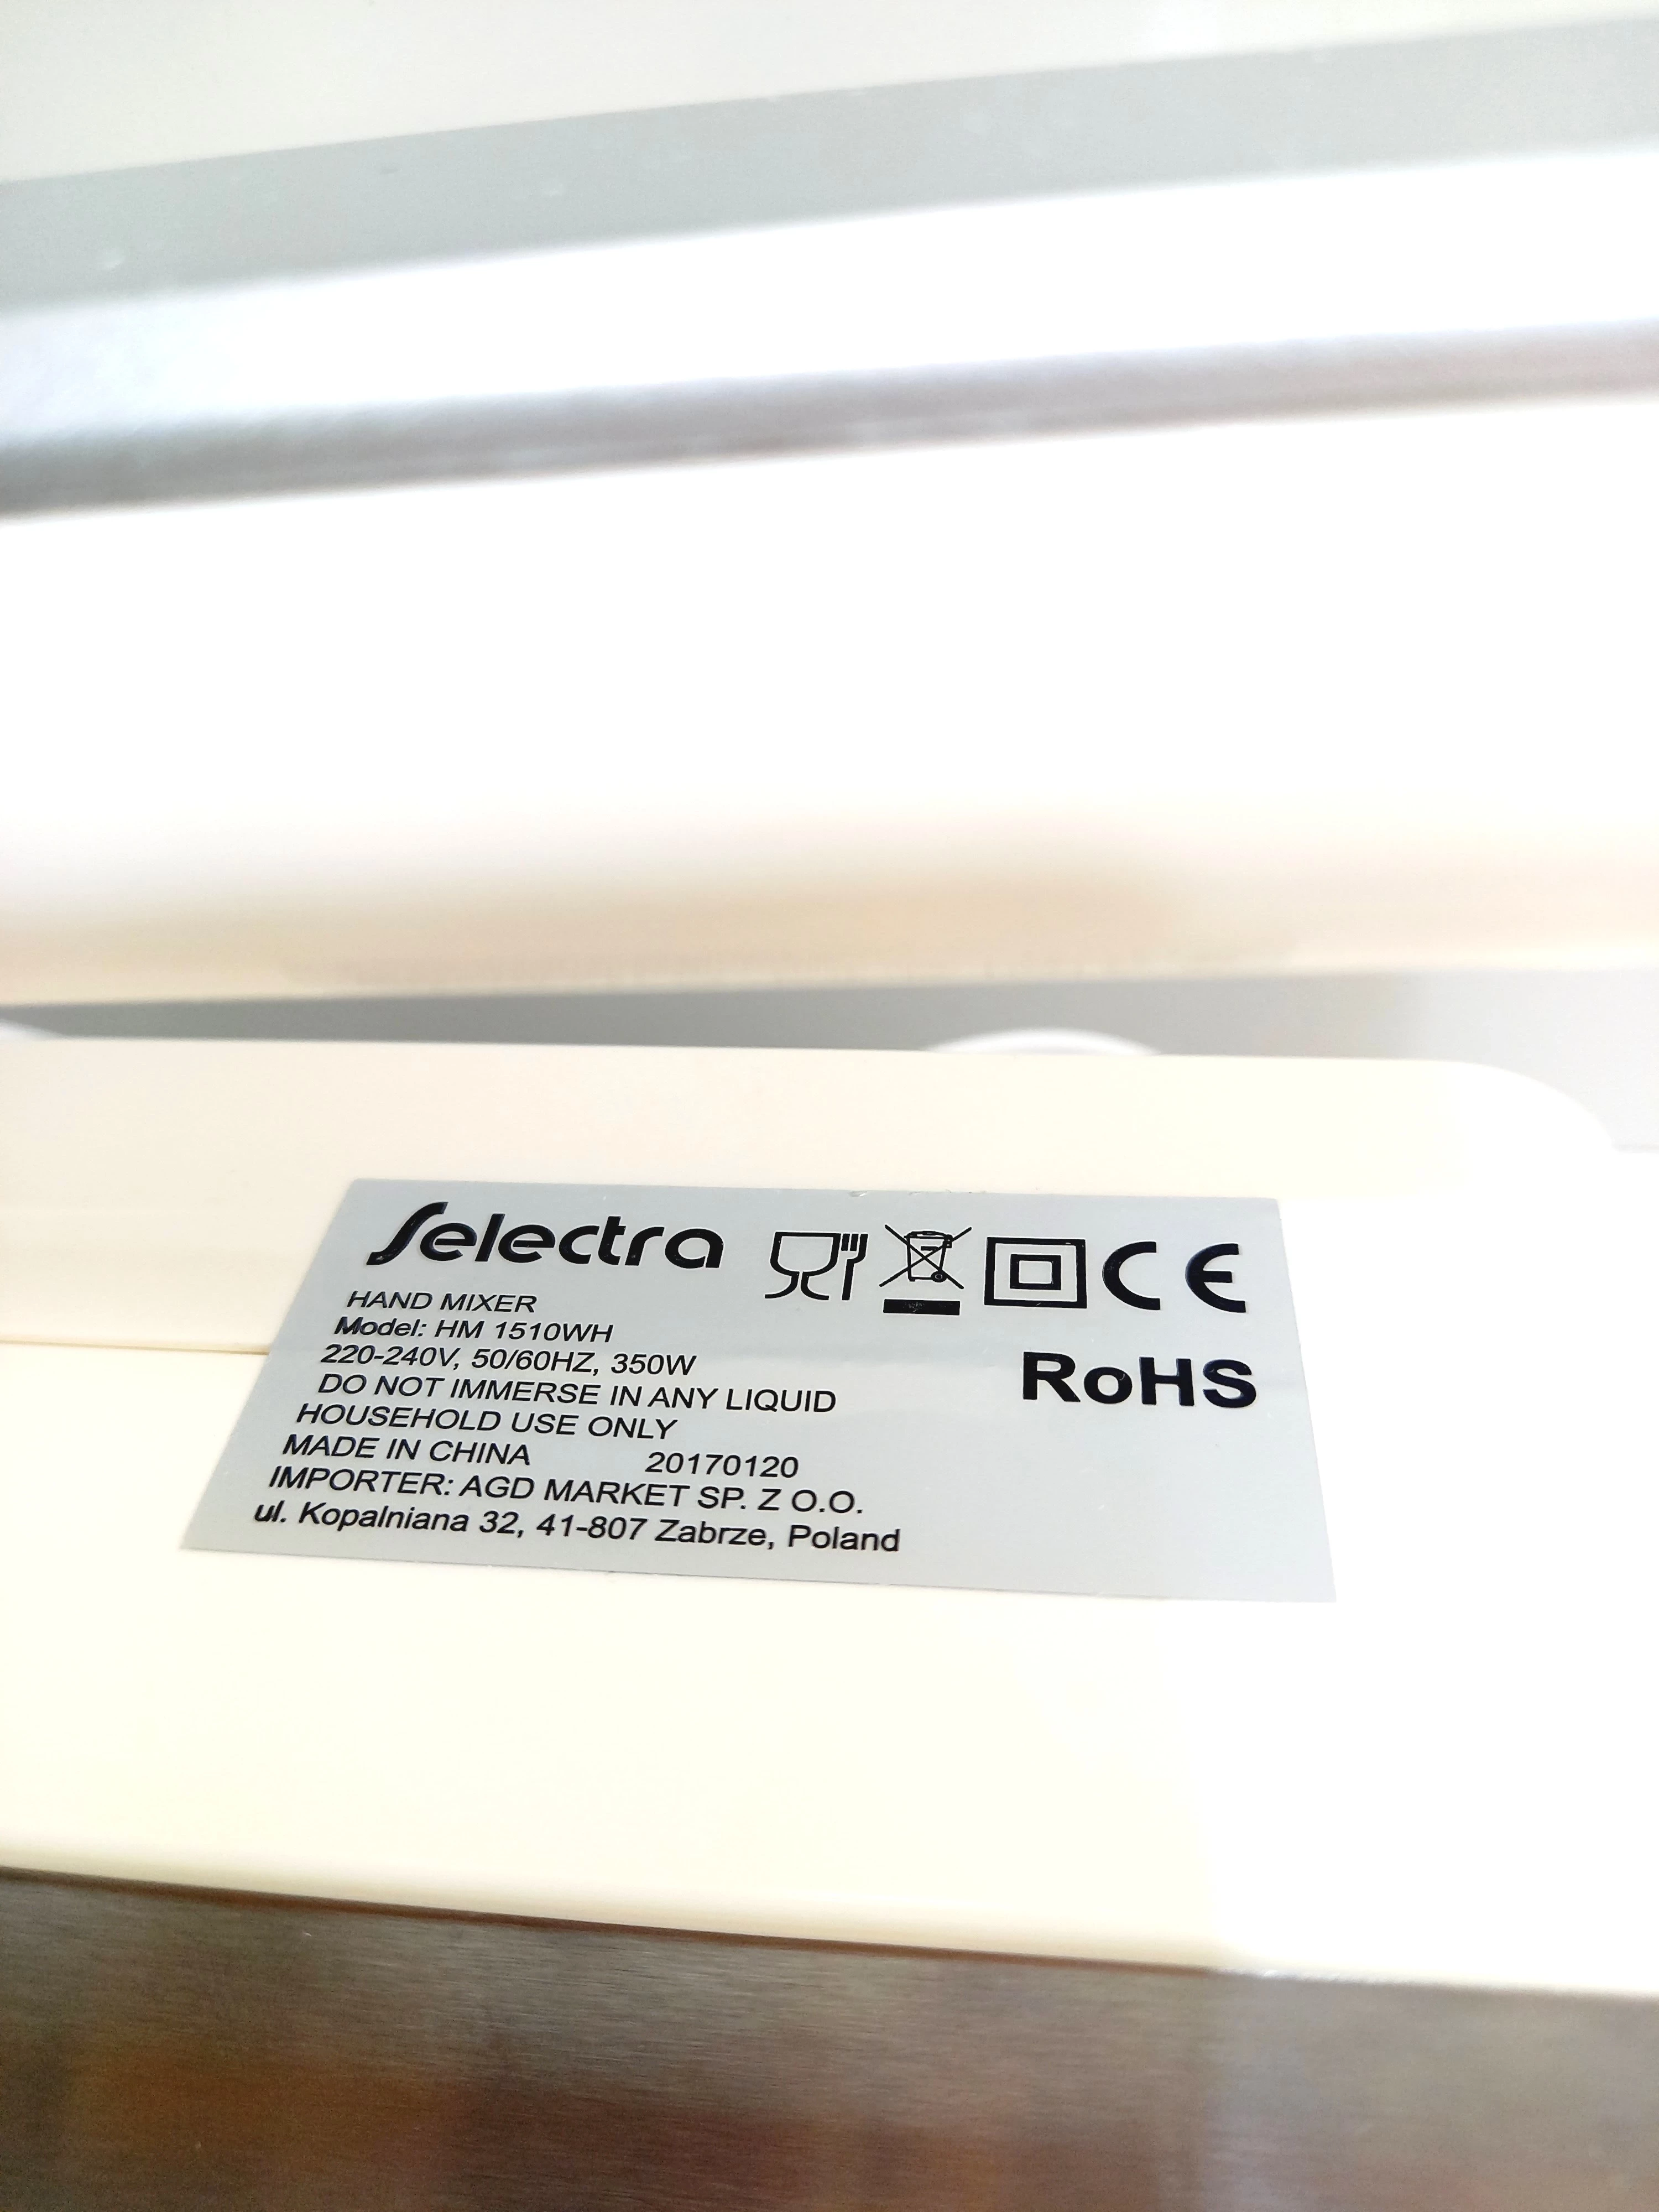 Selectra CE
HAND MIXER
Model: HM 1510WH
RoHS
220-240V, 50/60HZ, 350W
DO NOT IMMERSE IN ANY LIQUID
HOUSEHOLD USE ONLY
MADE IN CHINA 20170120
IMPORTER: AGD MARKET SP. Z O.O.
ul. Kopalniana 32, 41-807 Zabrze, Poland